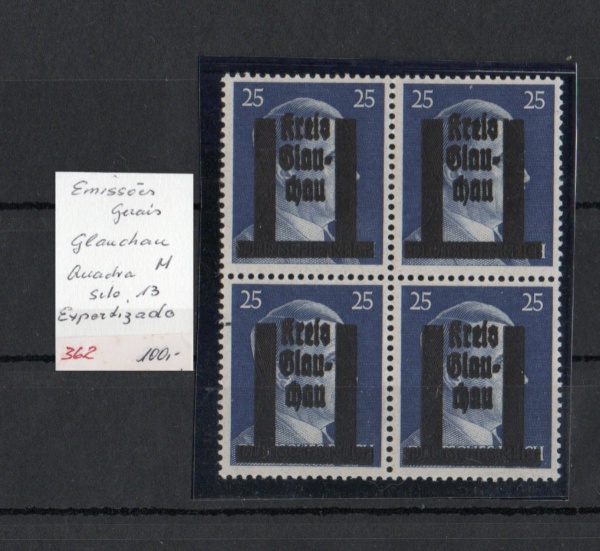 Emissões
Gerais
Glauchau
Quadra M
selo 13
Expertizado
362 100,-
25 25
Kreis
Glau-
chau
25 25
Kreis
Glau-
chau
25 25
Kreis
Glau-
chau
25 25
Kreis
Glau-
chau